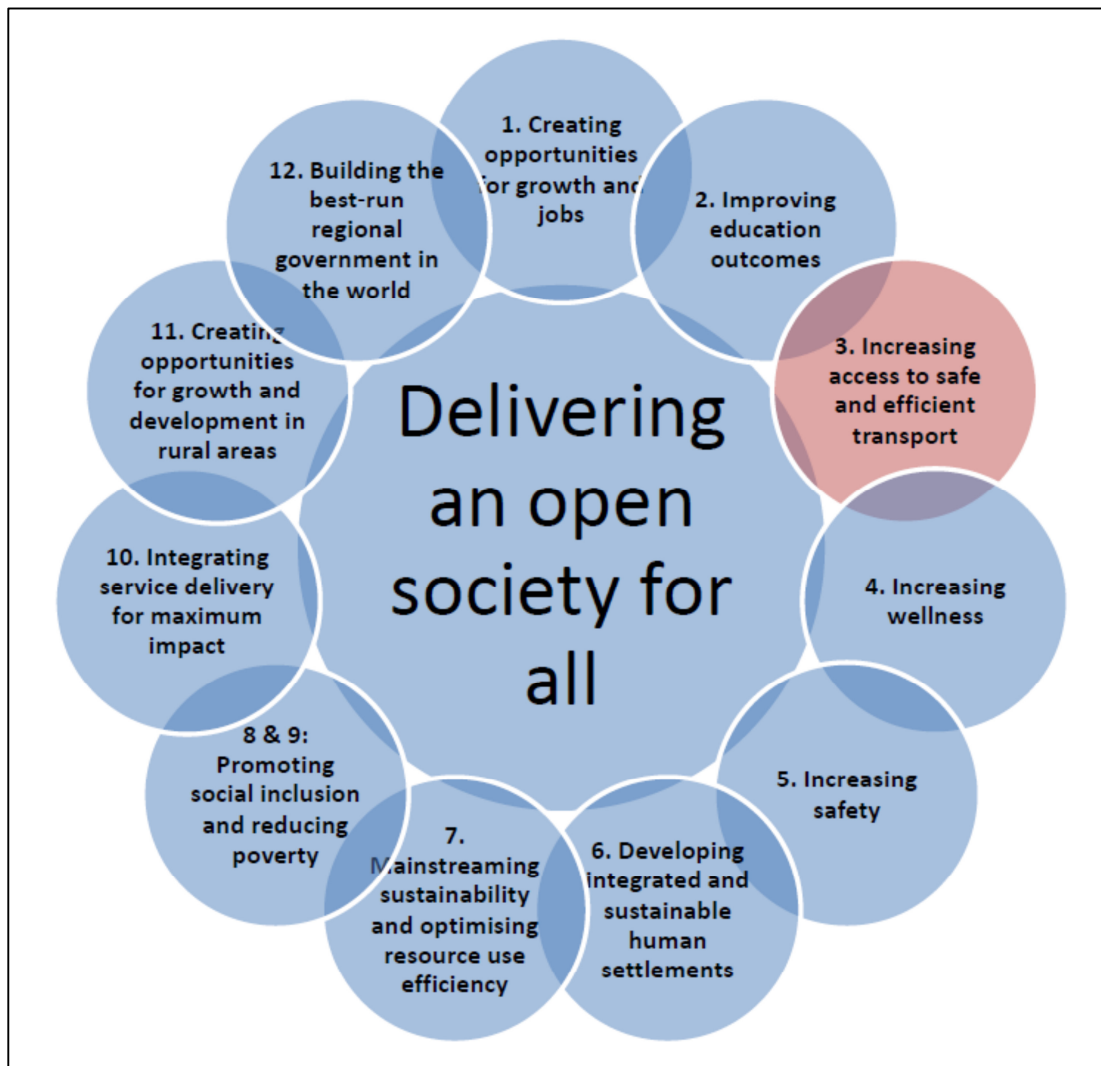 1. Creating
opportunities
for growth and
jobs
2. Improving
education
outcomes
3. Increasing
access to safe
and efficient
transport
4. Increasing
wellness
5. Increasing
safety
6. Developing
integrated and
sustainable
human
settlements
7.
Mainstreaming
sustainability
and optimising
resource use
efficiency
8 & 9:
Promoting
social inclusion
and reducing
poverty
10. Integrating
service delivery
for maximum
impact
11. Creating
opportunities
for growth and
development in
rural areas
12. Building the
best-run
regional
government in
the world
Delivering
an open
society for
all